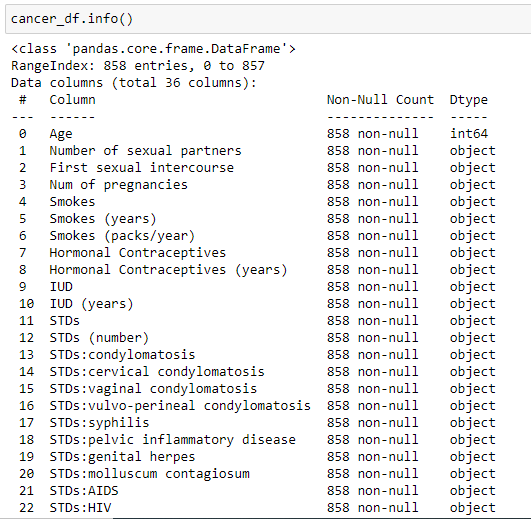 cancer_df.info()
<class 'pandas.core.frame.DataFrame'>
RangeIndex: 858 entries, 0 to 857
Data columns (total 36 columns):
 #   Column                              Non-Null Count  Dtype
---  ------                              --------------  -----
 0   Age                                 858 non-null    int64
 1   Number of sexual partners           858 non-null    object
 2   First sexual intercourse            858 non-null    object
 3   Num of pregnancies                  858 non-null    object
 4   Smokes                              858 non-null    object
 5   Smokes (years)                      858 non-null    object
 6   Smokes (packs/year)                 858 non-null    object
 7   Hormonal Contraceptives             858 non-null    object
 8   Hormonal Contraceptives (years)     858 non-null    object
 9   IUD                                 858 non-null    object
 10  IUD (years)                         858 non-null    object
 11  STDs                                858 non-null    object
 12  STDs (number)                       858 non-null    object
 13  STDs:condylomatosis                 858 non-null    object
 14  STDs:cervical condylomatosis        858 non-null    object
 15  STDs:vaginal condylomatosis         858 non-null    object
 16  STDs:vulvo-perineal condylomatosis  858 non-null    object
 17  STDs:syphilis                       858 non-null    object
 18  STDs:pelvic inflammatory disease    858 non-null    object
 19  STDs:genital herpes                 858 non-null    object
 20  STDs:molluscum contagiosum          858 non-null    object
 21  STDs:AIDS                           858 non-null    object
 22  STDs:HIV                            858 non-null    object